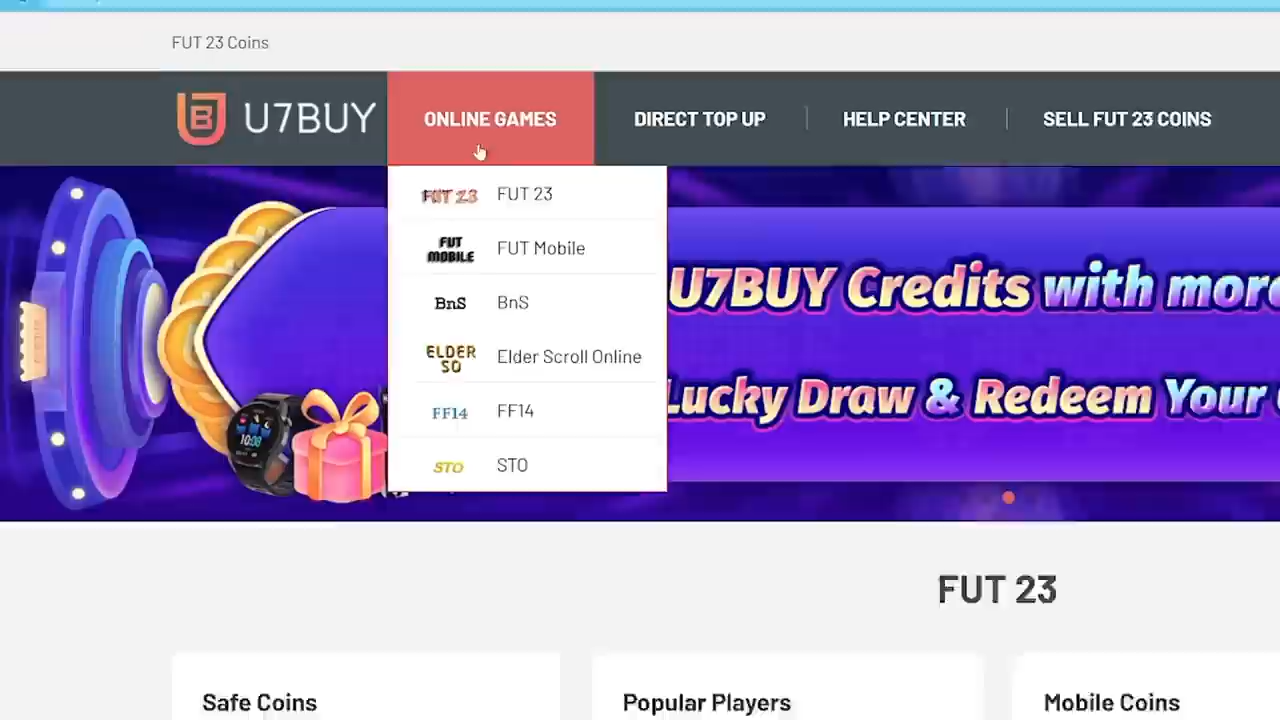 FUT 23 Coins
U7BUY
ONLINE GAMES
DIRECT TOP UP
HELP CENTER
SELL FUT 23 COINS
FUT 23 FUT 23
FUT
MOBILE
FUT Mobile
BnS BnS
ELDER
SO
Elder Scroll Online
FF14 FF14
STO STO
U7BUY Credits with more
Lucky Draw & Redeem Your
10:08
FUT 23
Safe Coins
Popular Players
Mobile Coins